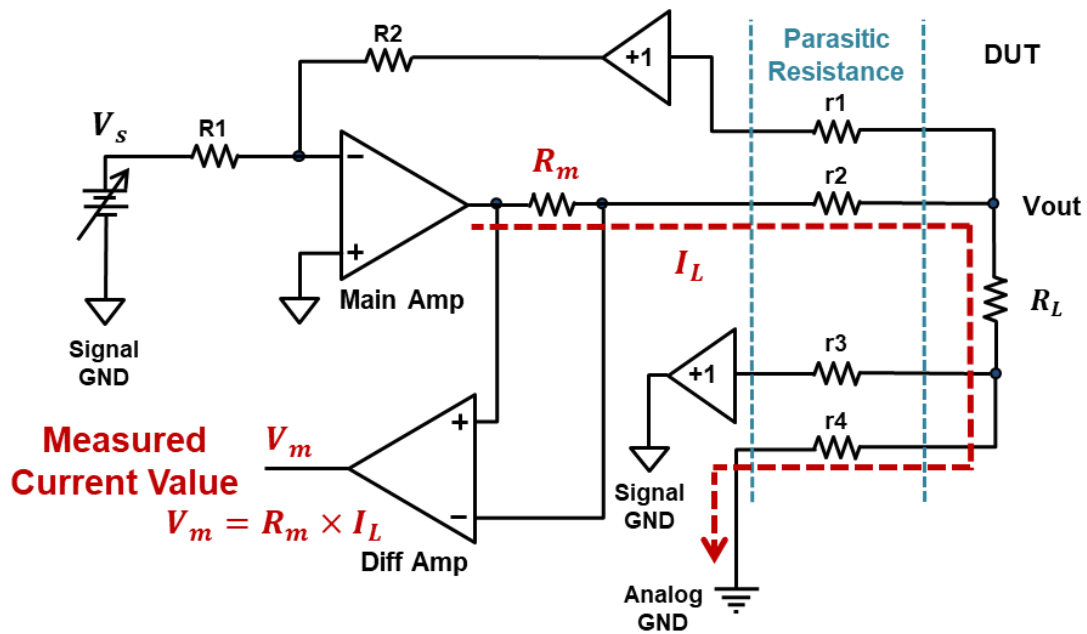 R2
+1
Parasitic
Resistance
DUT
r1
V_s
R1
−
R_m
r2
Vout
+
I_L
Main Amp
R_L
Signal
GND
r3
+1
+
r4
Measured
Current Value
V_m
V_m = R_m × I_L
−
Signal
GND
Diff Amp
Analog
GND